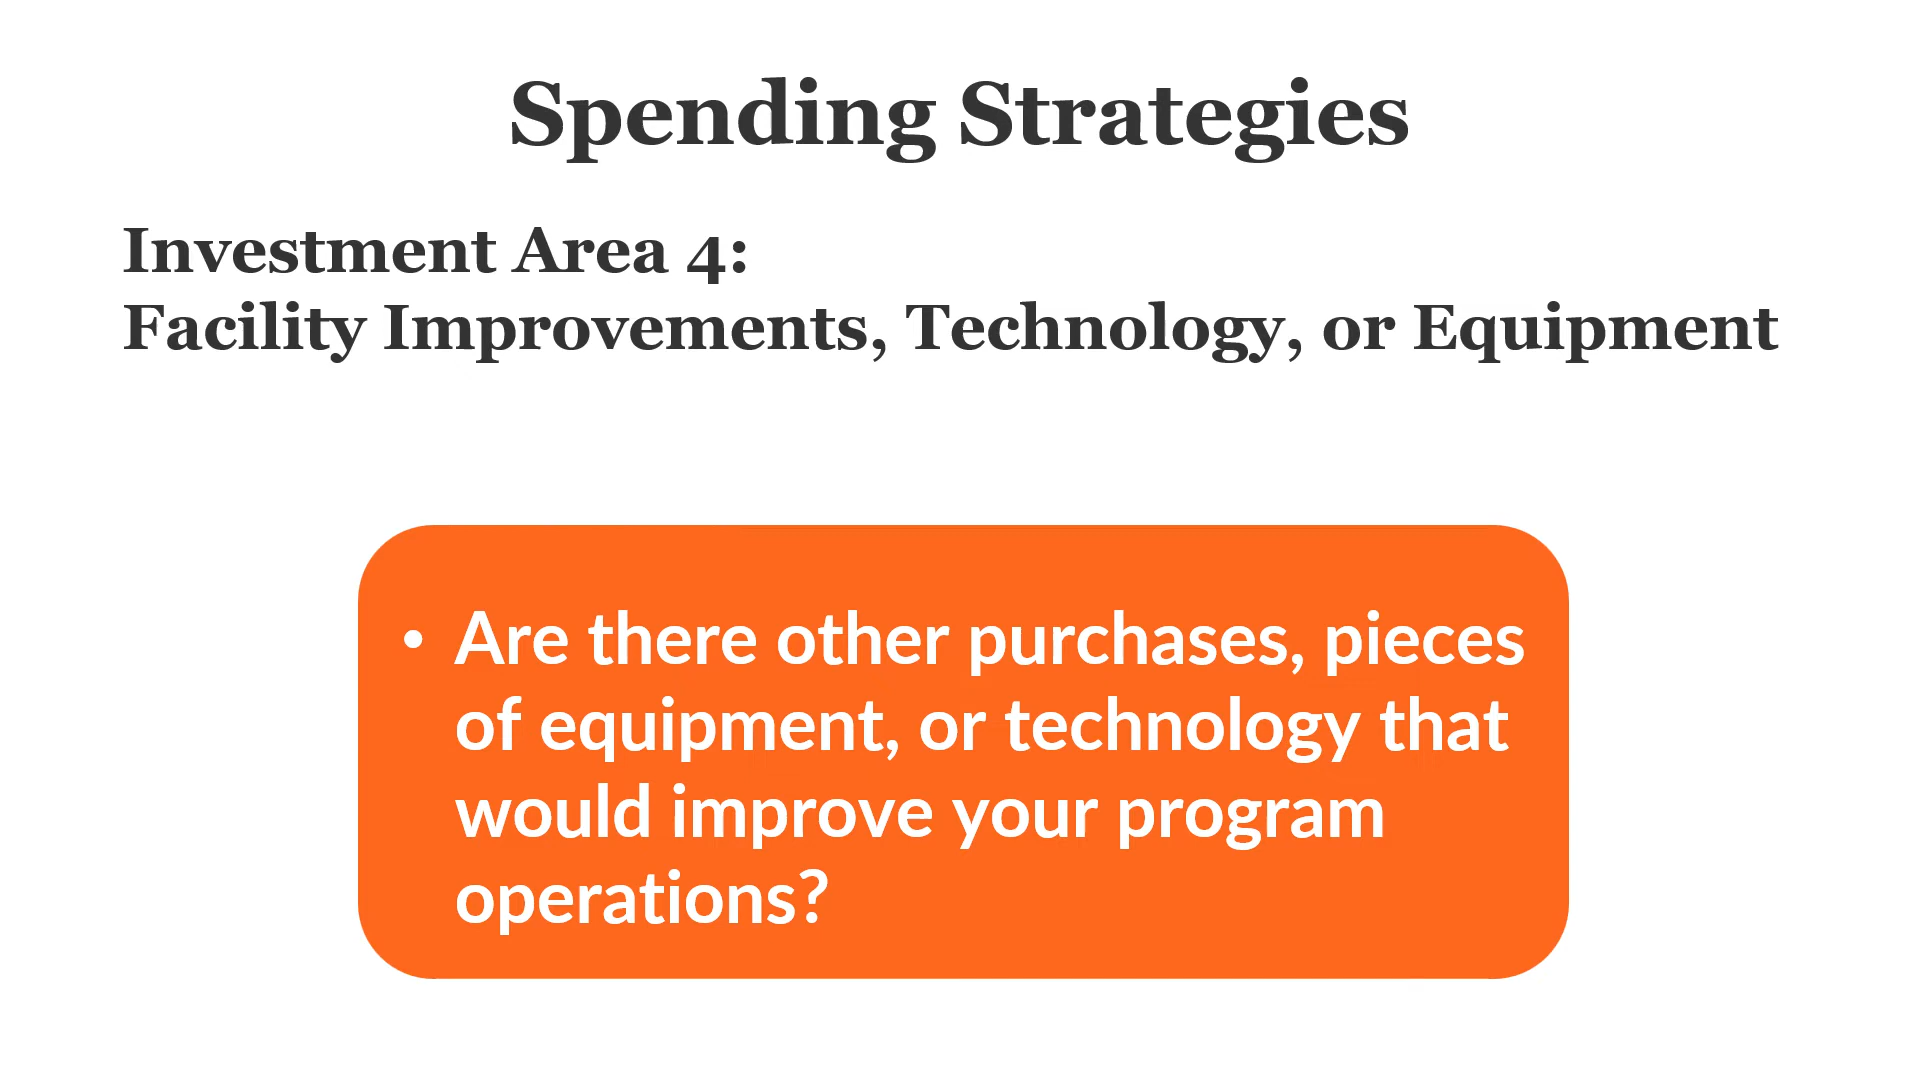 Spending Strategies
Investment Area 4:
Facility Improvements, Technology, or Equipment
• Are there other purchases, pieces
of equipment, or technology that
would improve your program
operations?